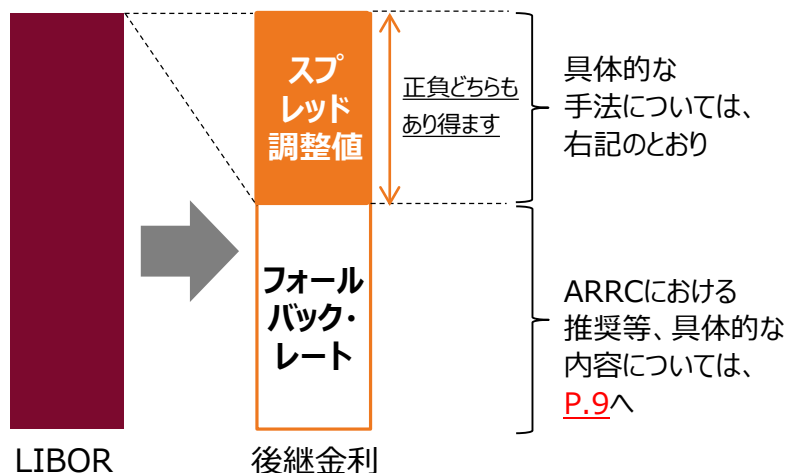 スプ
レッド
調整値
正負どちらも
あり得ます
具体的な
手法については、
右記のとおり
フォール
バック・
レート
ARRCにおける
推奨等、具体的な
内容については、
P.9へ
LIBOR
後継金利